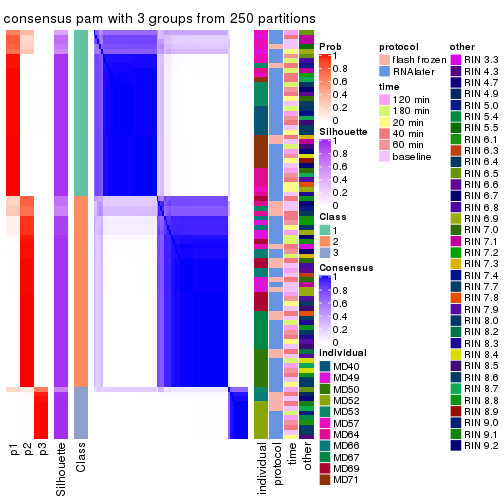 consensus pam with 3 groups from 250 partitions
p1
p2
p3
Silhouette
Class
individual
protocol
time
other
Prob
1
0.8
0.6
0.4
0.2
0
Silhouette
1
0.8
0.6
0.4
0.2
0
Class
1
2
3
Consensus
1
0.8
0.6
0.4
0.2
0
Individual
MD40
MD49
MD50
MD52
MD53
MD57
MD64
MD66
MD67
MD69
MD71
protocol
flash frozen
RNAlater
time
120 min
180 min
20 min
40 min
60 min
baseline
other
RIN 3.3
RIN 4.3
RIN 4.7
RIN 4.9
RIN 5.0
RIN 5.4
RIN 5.5
RIN 6.1
RIN 6.3
RIN 6.4
RIN 6.5
RIN 6.6
RIN 6.7
RIN 6.8
RIN 6.9
RIN 7.0
RIN 7.1
RIN 7.2
RIN 7.3
RIN 7.4
RIN 7.7
RIN 7.8
RIN 7.9
RIN 8.0
RIN 8.2
RIN 8.3
RIN 8.4
RIN 8.5
RIN 8.6
RIN 8.7
RIN 8.8
RIN 8.9
RIN 9.0
RIN 9.1
RIN 9.2